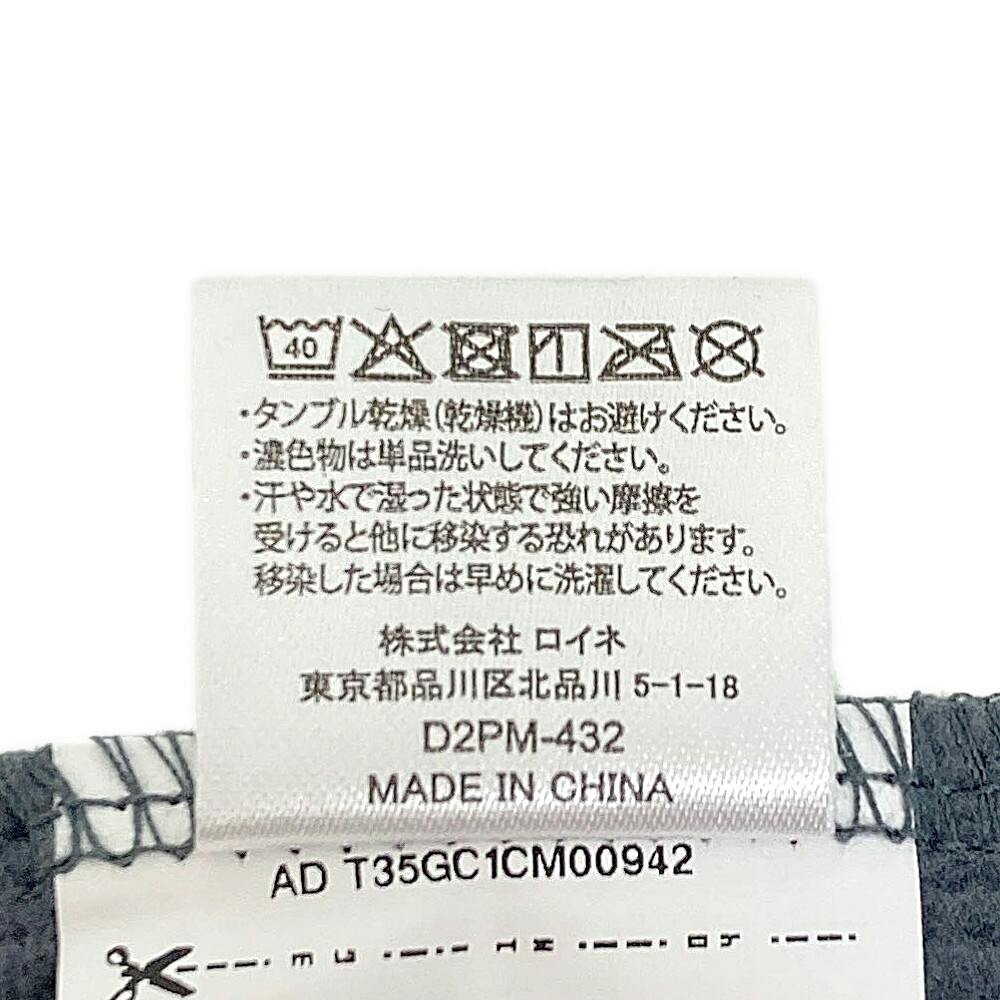 40
・タンブル乾燥(乾燥機)はお避けください。
・濃色物は単品洗いしてください。
・汗や水で湿った状態で強い摩擦を
受けると他に移染する恐れがあります。
移染した場合は早めに洗濯してください。
株式会社 ロイネ
東京都品川区北品川 5-1-18
D2PM-432
MADE IN CHINA
AD T35GC1CM00942